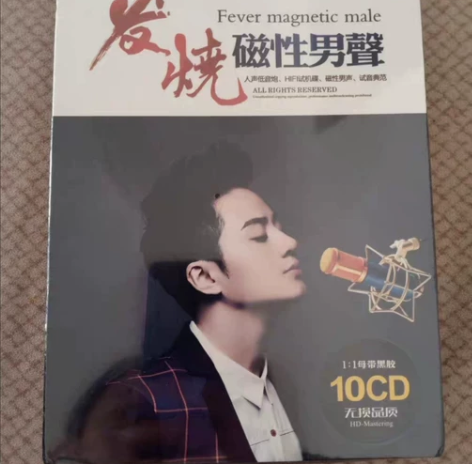 发烧
Fever magnetic male
磁性男聲
人声低音炮、HIFI试机碟、磁性男声、试音典范
ALL RIGHTS RESERVED
1:1母带黑胶
10CD
无损品质
HD-Mastering